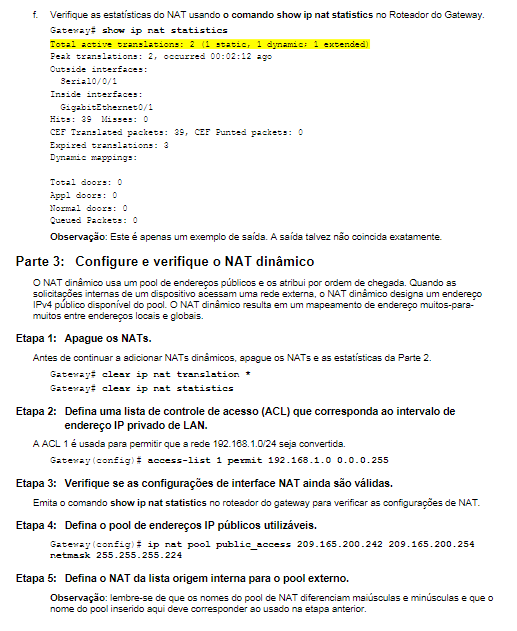 f. Verifique as estatísticas do NAT usando o comando show ip nat statistics no Roteador do Gateway.
Gateway# show ip nat statistics
Total active translations: 2 (1 static, 1 dynamic; 1 extended)
Peak translations: 2, occurred 00:02:12 ago
Outside interfaces:
Serial0/0/1
Inside interfaces:
GigabitEthernet0/1
Hits: 39 Misses: 0
CEF Translated packets: 39, CEF Punted packets: 0
Expired translations: 3
Dynamic mappings:
Total doors: 0
Appl doors: 0
Normal doors: 0
Queued Packets: 0
Observação: Este é apenas um exemplo de saída. A saída talvez não coincida exatamente.
Parte 3: Configure e verifique o NAT dinâmico
O NAT dinâmico usa um pool de endereços públicos e os atribui por ordem de chegada. Quando as
solicitações internas de um dispositivo acessam uma rede externa, o NAT dinâmico designa um endereço
IPv4 público disponível do pool. O NAT dinâmico resulta em um mapeamento de endereço muitos-para-
muitos entre endereços locais e globais.
Etapa 1: Apague os NATs.
Antes de continuar a adicionar NATs dinâmicos, apague os NATs e as estatísticas da Parte 2.
Gateway# clear ip nat translation *
Gateway# clear ip nat statistics
Etapa 2: Defina uma lista de controle de acesso (ACL) que corresponda ao intervalo de
endereço IP privado de LAN.
A ACL 1 é usada para permitir que a rede 192.168.1.0/24 seja convertida.
Gateway(config)# access-list 1 permit 192.168.1.0 0.0.0.255
Etapa 3: Verifique se as configurações de interface NAT ainda são válidas.
Emita o comando show ip nat statistics no roteador do gateway para verificar as configurações de NAT.
Etapa 4: Defina o pool de endereços IP públicos utilizáveis.
Gateway(config)# ip nat pool public_access 209.165.200.242 209.165.200.254
netmask 255.255.255.224
Etapa 5: Defina o NAT da lista origem interna para o pool externo.
Observação: lembre-se de que os nomes do pool de NAT diferenciam maiúsculas e minúsculas e que o
nome do pool inserido aqui deve corresponder ao usado na etapa anterior.